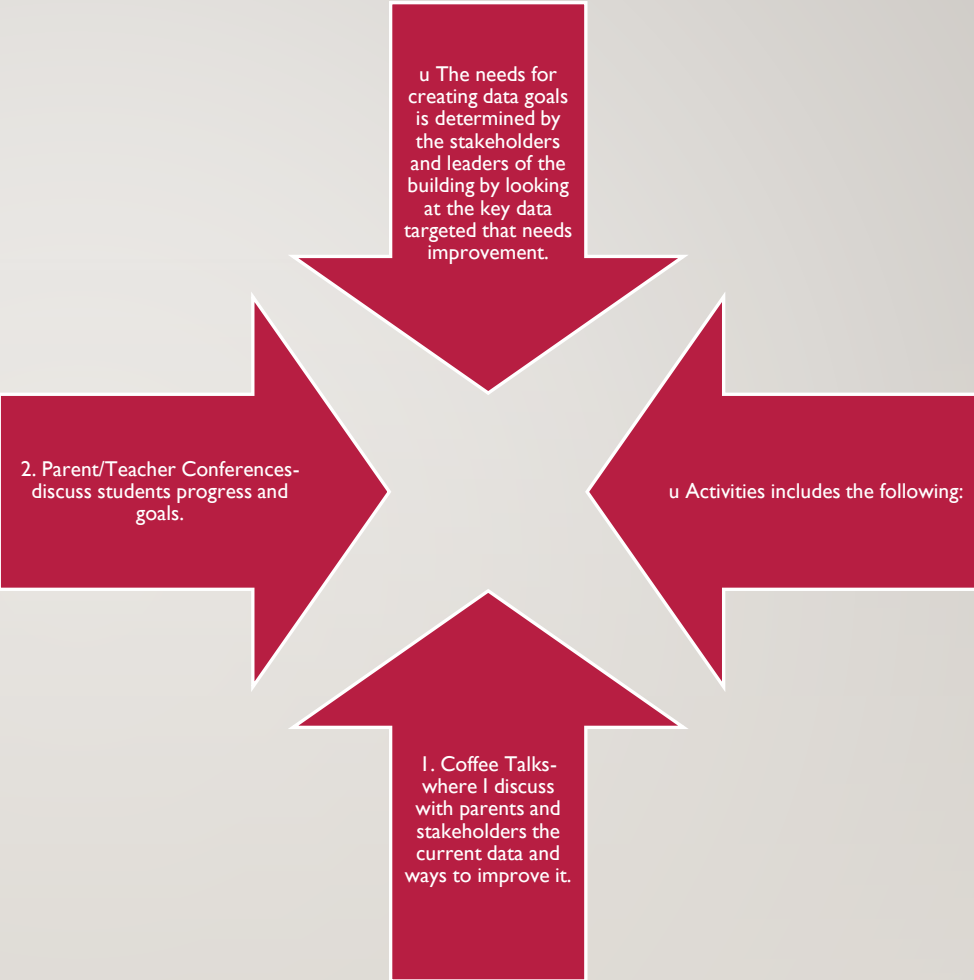 u The needs for
creating data goals
is determined by
the stakeholders
and leaders of the
building by looking
at the key data
targeted that needs
improvement.
u Activities includes the following:
1. Coffee Talks-
where I discuss
with parents and
stakeholders the
current data and
ways to improve it.
2. Parent/Teacher Conferences-
discuss students progress and
goals.